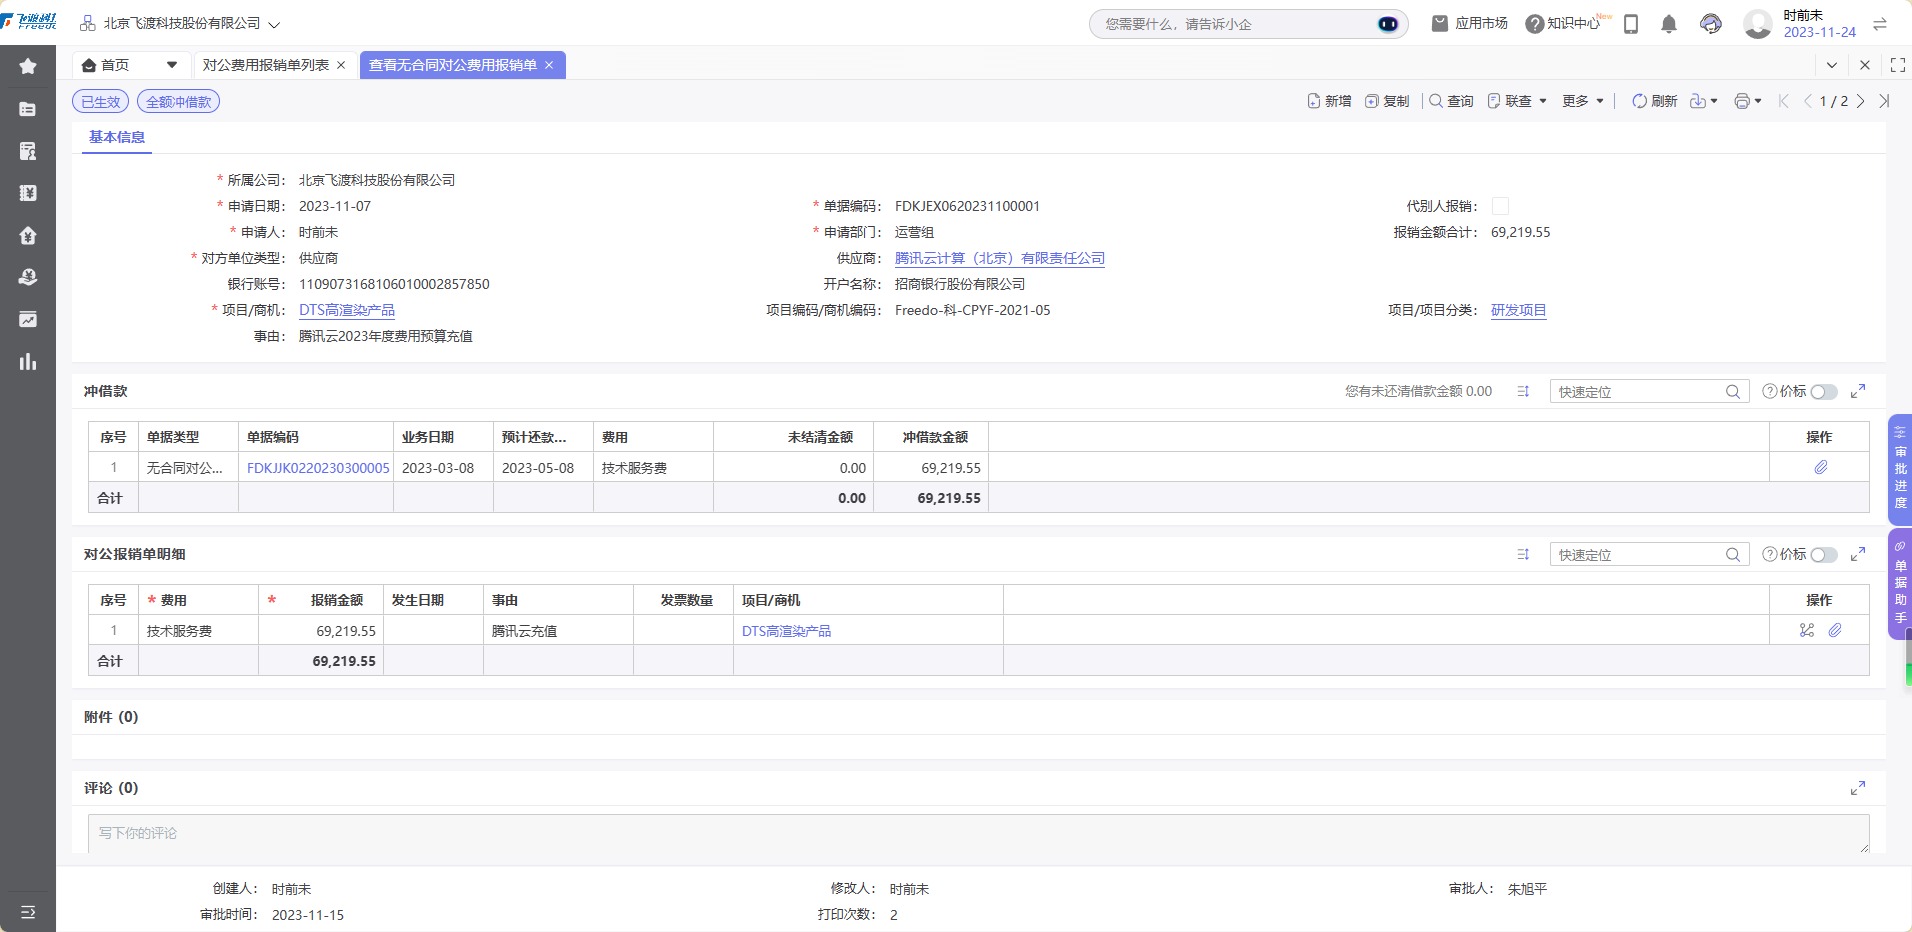 飞渡科技
Freedo
北京飞渡科技股份有限公司
您需要什么，请告诉小企
应用市场
知识中心
New
时前未
2023-11-24
首页
对公费用报销单列表
查看无合同对公费用报销单
已生效
全额冲借款
新增
复制
查询
联查
更多
刷新
1 / 2
基本信息
* 所属公司： 北京飞渡科技股份有限公司
* 申请日期： 2023-11-07 * 单据编码： FDKJEX0620231100001 代别人报销：
* 申请人： 时前未 * 申请部门： 运营组 报销金额合计： 69,219.55
* 对方单位类型： 供应商 供应商： 腾讯云计算（北京）有限责任公司
银行账号： 1109073168106010002857850 开户名称： 招商银行股份有限公司
* 项目/商机： DTS高渲染产品 项目编码/商机编码： Freedo-科-CPYF-2021-05 项目/项目分类： 研发项目
事由： 腾讯云2023年度费用预算充值
冲借款 您有未还清借款金额 0.00 快速定位 价标
序号 单据类型 单据编码 业务日期 预计还款... 费用 未结清金额 冲借款金额 操作
1 无合同对公... FDKJJK0220230300005 2023-03-08 2023-05-08 技术服务费 0.00 69,219.55
合计 0.00 69,219.55
对公报销单明细 快速定位 价标
序号 * 费用 * 报销金额 发生日期 事由 发票数量 项目/商机 操作
1 技术服务费 69,219.55 腾讯云充值 DTS高渲染产品
合计 69,219.55
附件 (0)
评论 (0)
写下你的评论
创建人： 时前未 修改人： 时前未 审批人： 朱旭平
审批时间： 2023-11-15 打印次数： 2
审批进度
单据助手